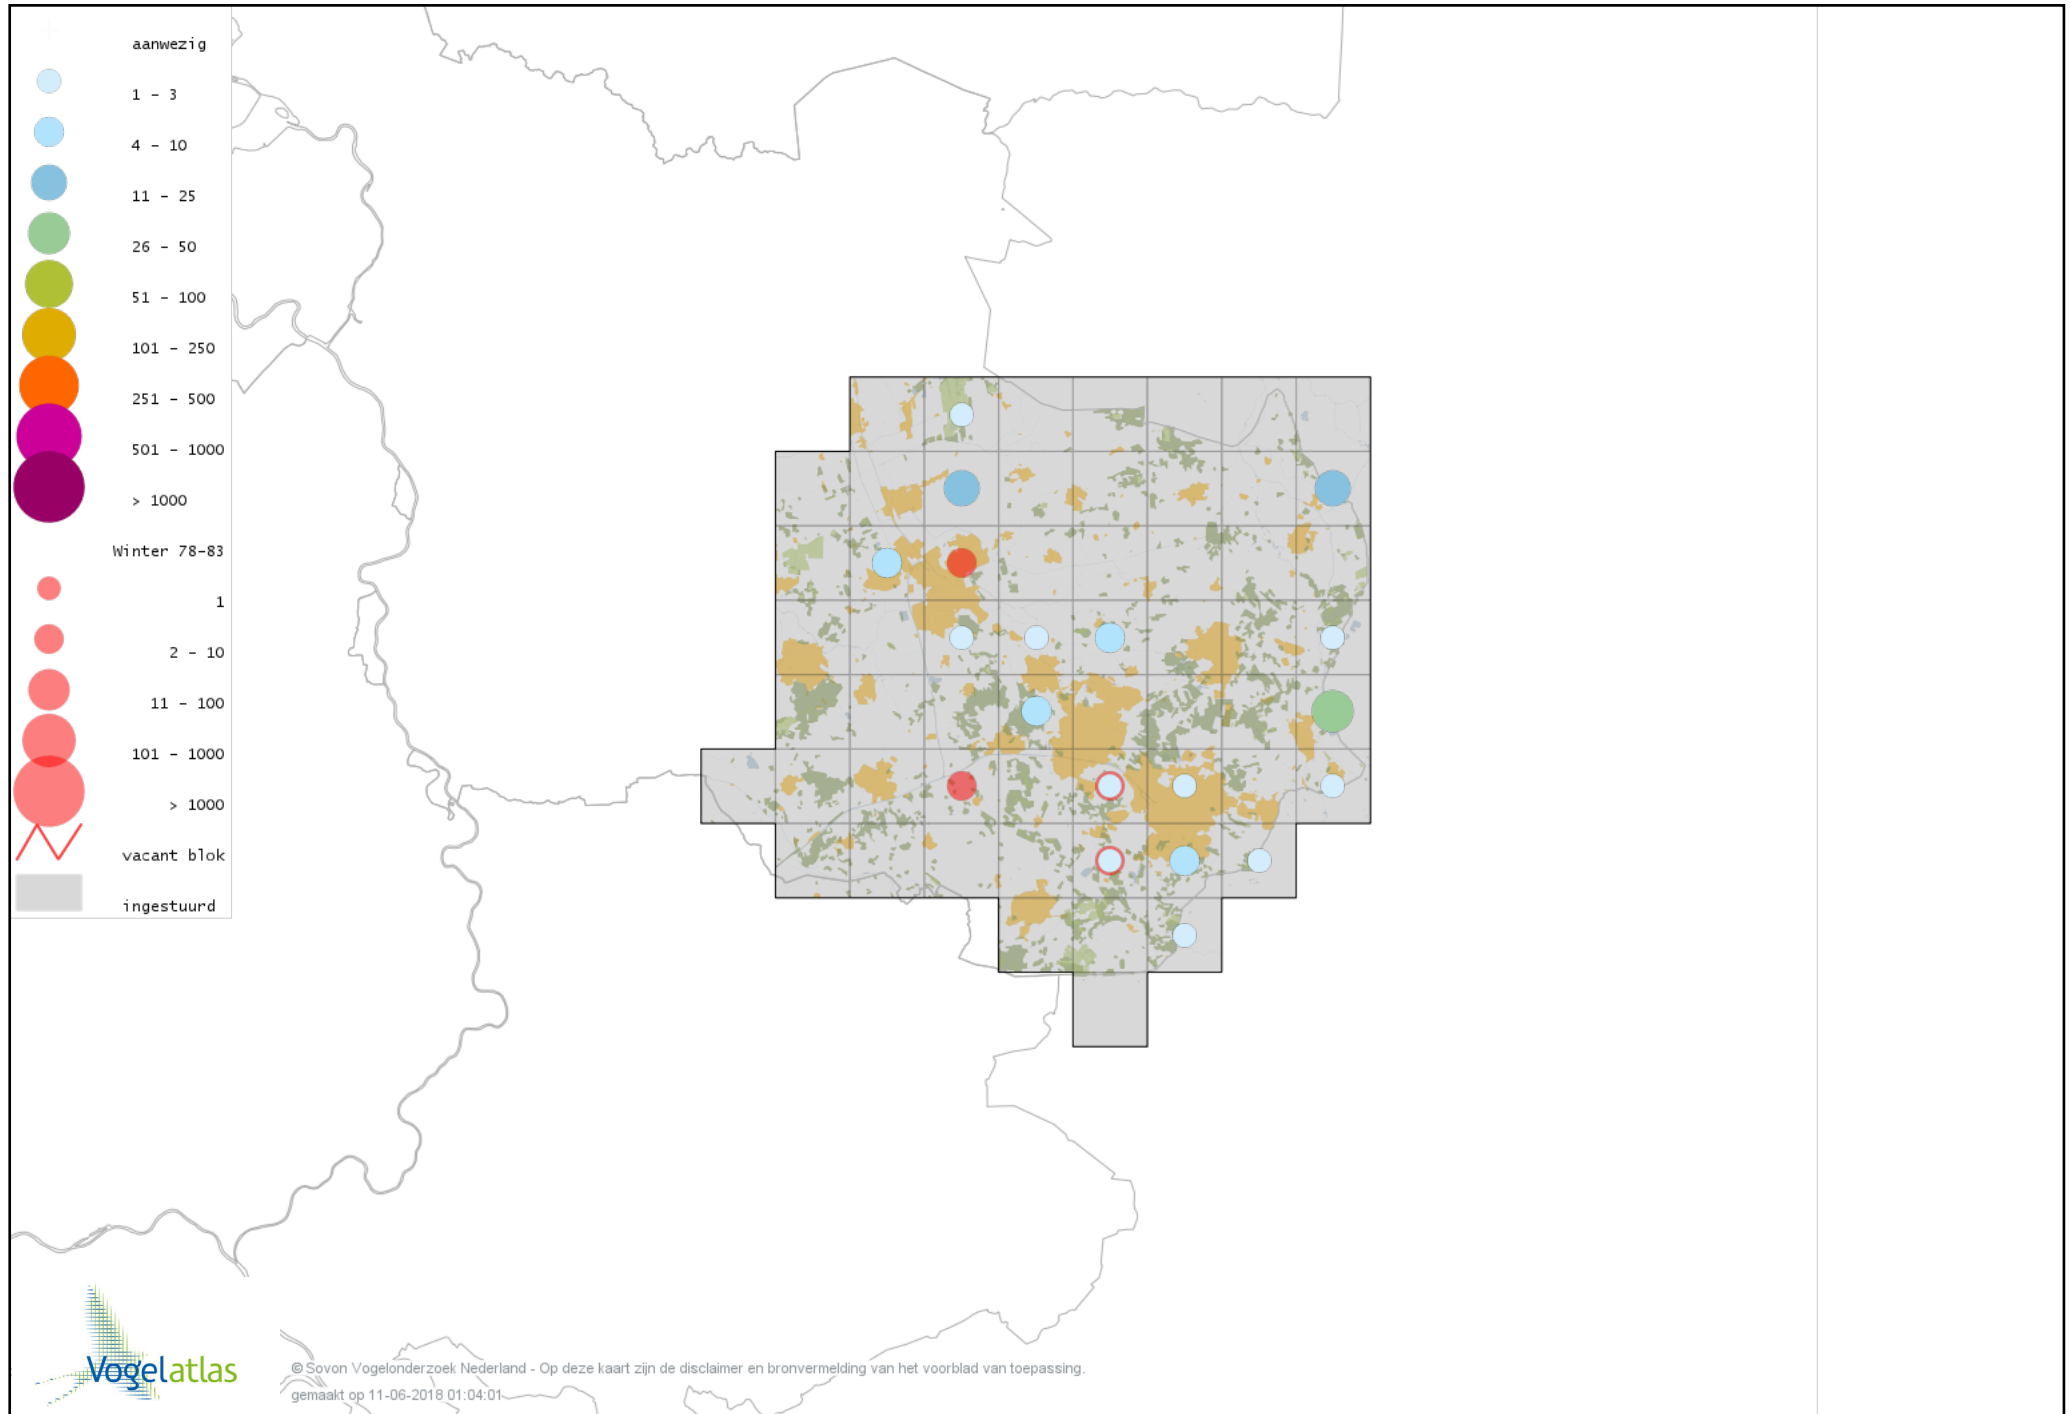 aanwezig
1 - 3
4 - 10
11 - 25
26 - 50
51 - 100
101 - 250
251 - 500
501 - 1000
> 1000
Winter 78-83
1
2 - 10
11 - 100
101 - 1000
> 1000
vacant blok
ingestuurd
Vogelatlas
© Sovon Vogelonderzoek Nederland - Op deze kaart zijn de disclaimer en bronvermelding van het voorblad van toepassing.
gemaakt op 11-06-2018 01:04:01